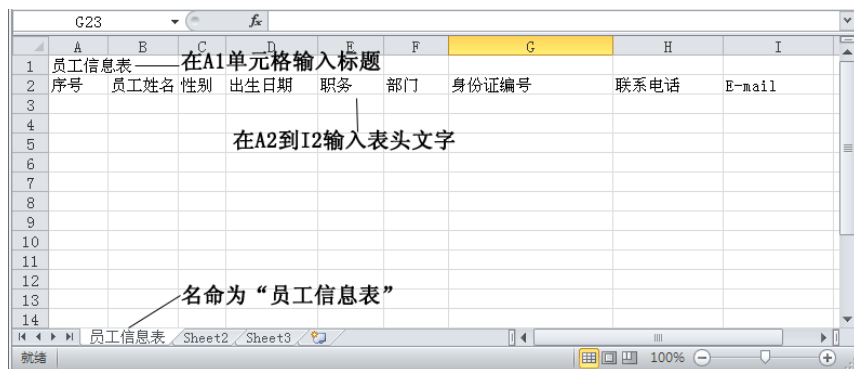 G23 fx
A B C D E F G H I
1 员工信息表 在A1单元格输入标题
2 序号 员工姓名 性别 出生日期 职务 部门 身份证编号 联系电话 E-mail
3
4
5 在A2到I2输入表头文字
6
7
8
9
10
11
12
13 名命为“员工信息表”
14
员工信息表 Sheet2 Sheet3
就绪 100%